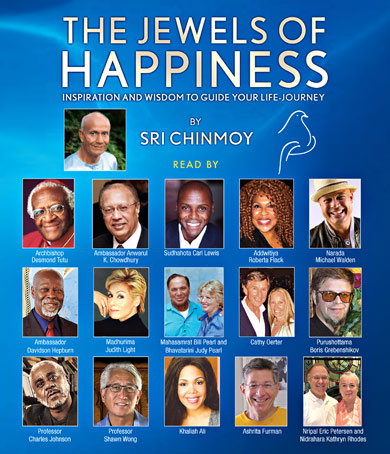 THE JEWELS OF
HAPPINESS
INSPIRATION AND WISDOM TO GUIDE YOUR LIFE-JOURNEY
BY
SRI CHINMOY
READ BY
Archbishop
Desmond Tutu
Ambassador Anwarul
K. Chowdhury
Sudhahota Carl Lewis
Addwitiya
Roberta Flack
Narada
Michael Walden
Ambassador
Davidson Hepburn
Madhurima
Judith Light
Mahasamrat Bill Pearl and
Bhavatarini Judy Pearl
Cathy Oerter
Purushottama
Boris Grebenshikov
Professor
Charles Johnson
Professor
Shawn Wong
Khaliah Ali
Ashrita Furman
Nripal Eric Petersen and
Nidrahara Kathryn Rhodes